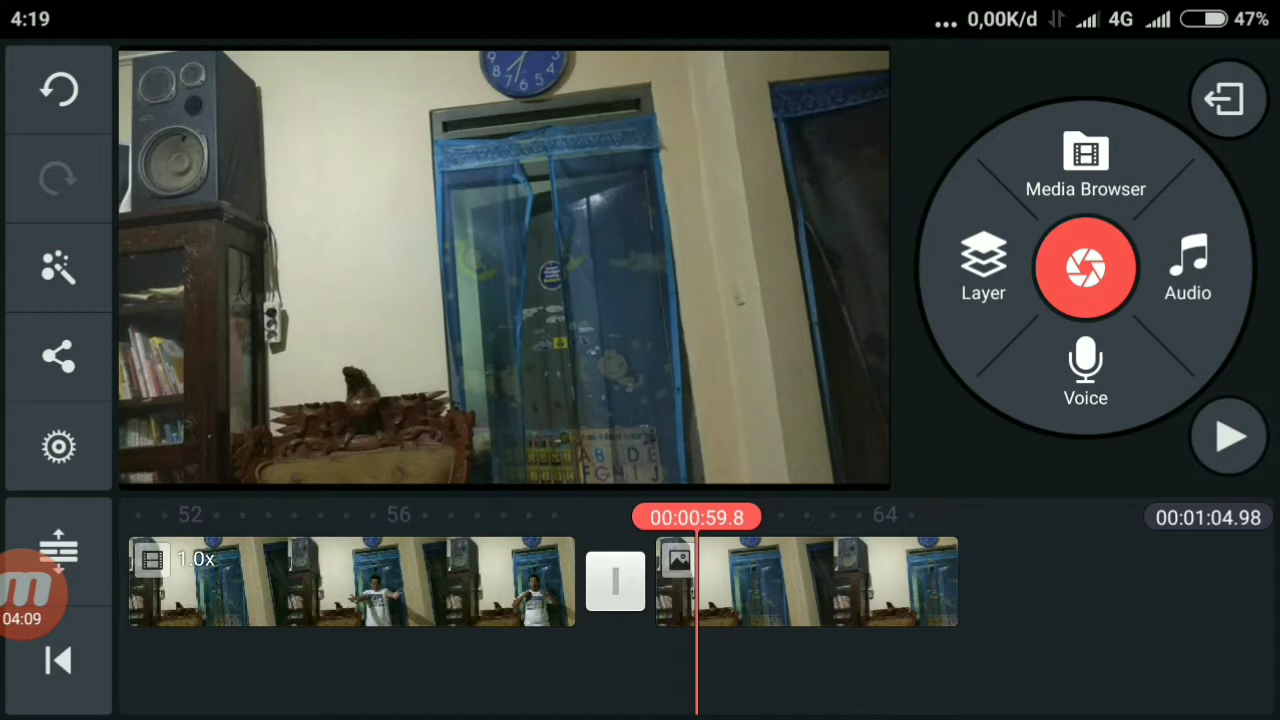 4:19
... 0,00K/d 4G 47%
Media Browser
Layer
Audio
Voice
52
56
00:00:59.8
64
00:01:04.98
1.0x
M
04:09
A B D E
G H I J